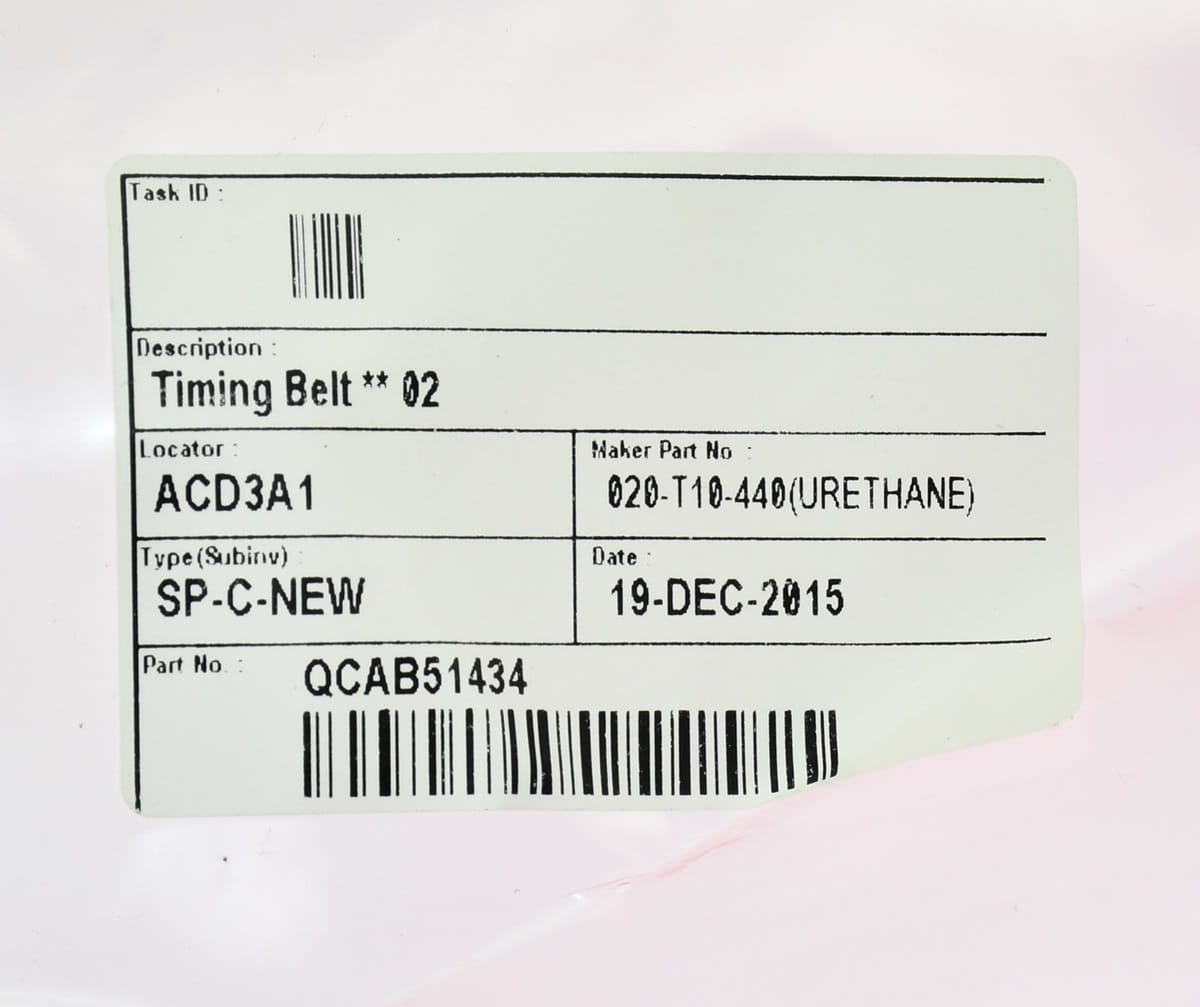 Task ID :
Description :
Timing Belt ** 02
Locator :
ACD3A1
Maker Part No :
020-T10-440(URETHANE)
Type(Subinv) :
SP-C-NEW
Date :
19-DEC-2015
Part No. :
QCAB51434